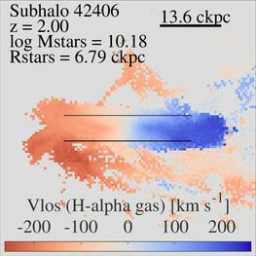 Subhalo 42406
13.6 ckpc
z = 2.00
log Mstars = 10.18
Rstars = 6.79 ckpc
Vlos (H-alpha gas) [km s⁻¹]
-200 -100 0 100 200